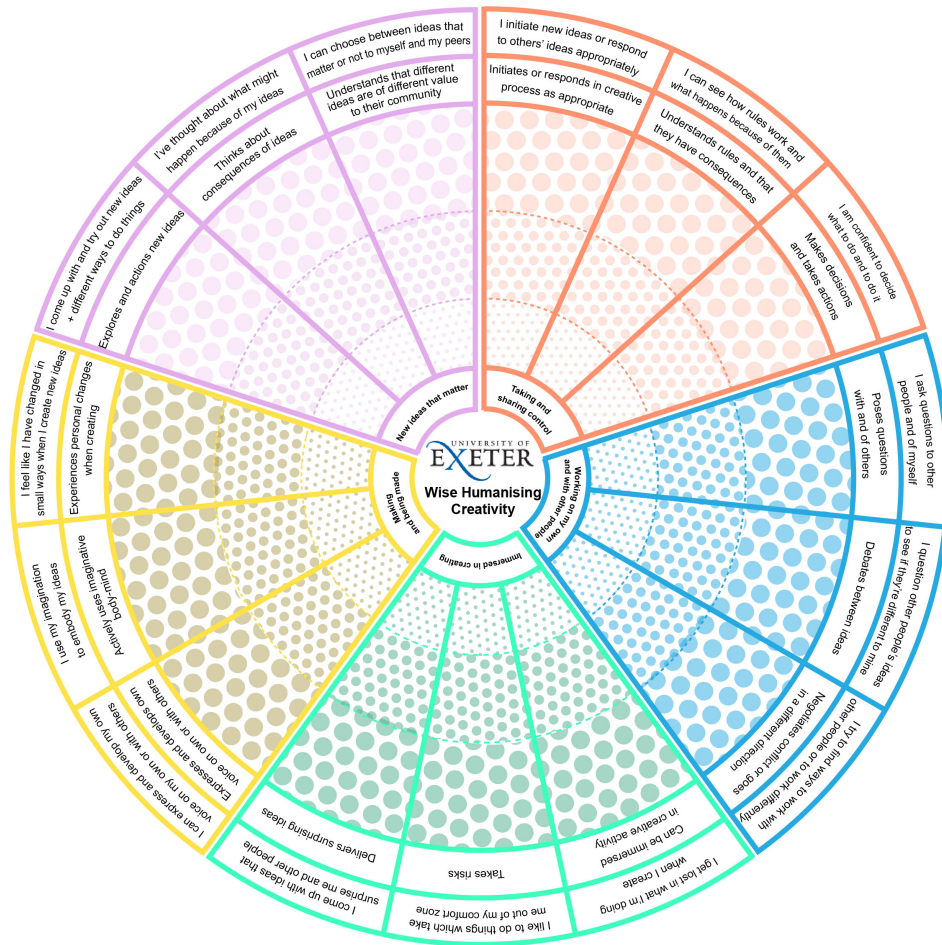 UNIVERSITY OF
EXETER
Wise Humanising
Creativity
Taking and
sharing control
I initiate new ideas or respond
to others' ideas appropriately
Initiates or responds in creative
process as appropriate
I can see how rules work and
what happens because of them
Understands rules and that
they have consequences
I am confident to decide
what to do and to do it
Makes decisions
and takes actions
Working on my own
and with other people
I ask questions to other
people and of myself
Poses questions
with and of others
I question other people's ideas
to see if they're different to mine
Debates between ideas
I try to find ways to work with
other people or to work differently
Negotiates conflict or goes
in a different direction
Immersed in creating
I get lost in what I'm doing
when I create
Can be immersed
in creative activity
I like to do things which take
me out of my comfort zone
Takes risks
I come up with ideas that
surprise me and other people
Delivers surprising ideas
Making
and being made
I can express and develop my own
voice on my own or with others
Expresses and develops own
voice on own or with others
I use my imagination
to embody my ideas
Actively uses imaginative
body-mind
I feel like I have changed in
small ways when I create new ideas
Experiences personal changes
when creating
New ideas that matter
I come up with and try out new ideas
+ different ways to do things
Explores and actions new ideas
I've thought about what might
happen because of my ideas
Thinks about
consequences of ideas
I can choose between ideas that
matter or not to myself and my peers
Understands that different
ideas are of different value
to their community